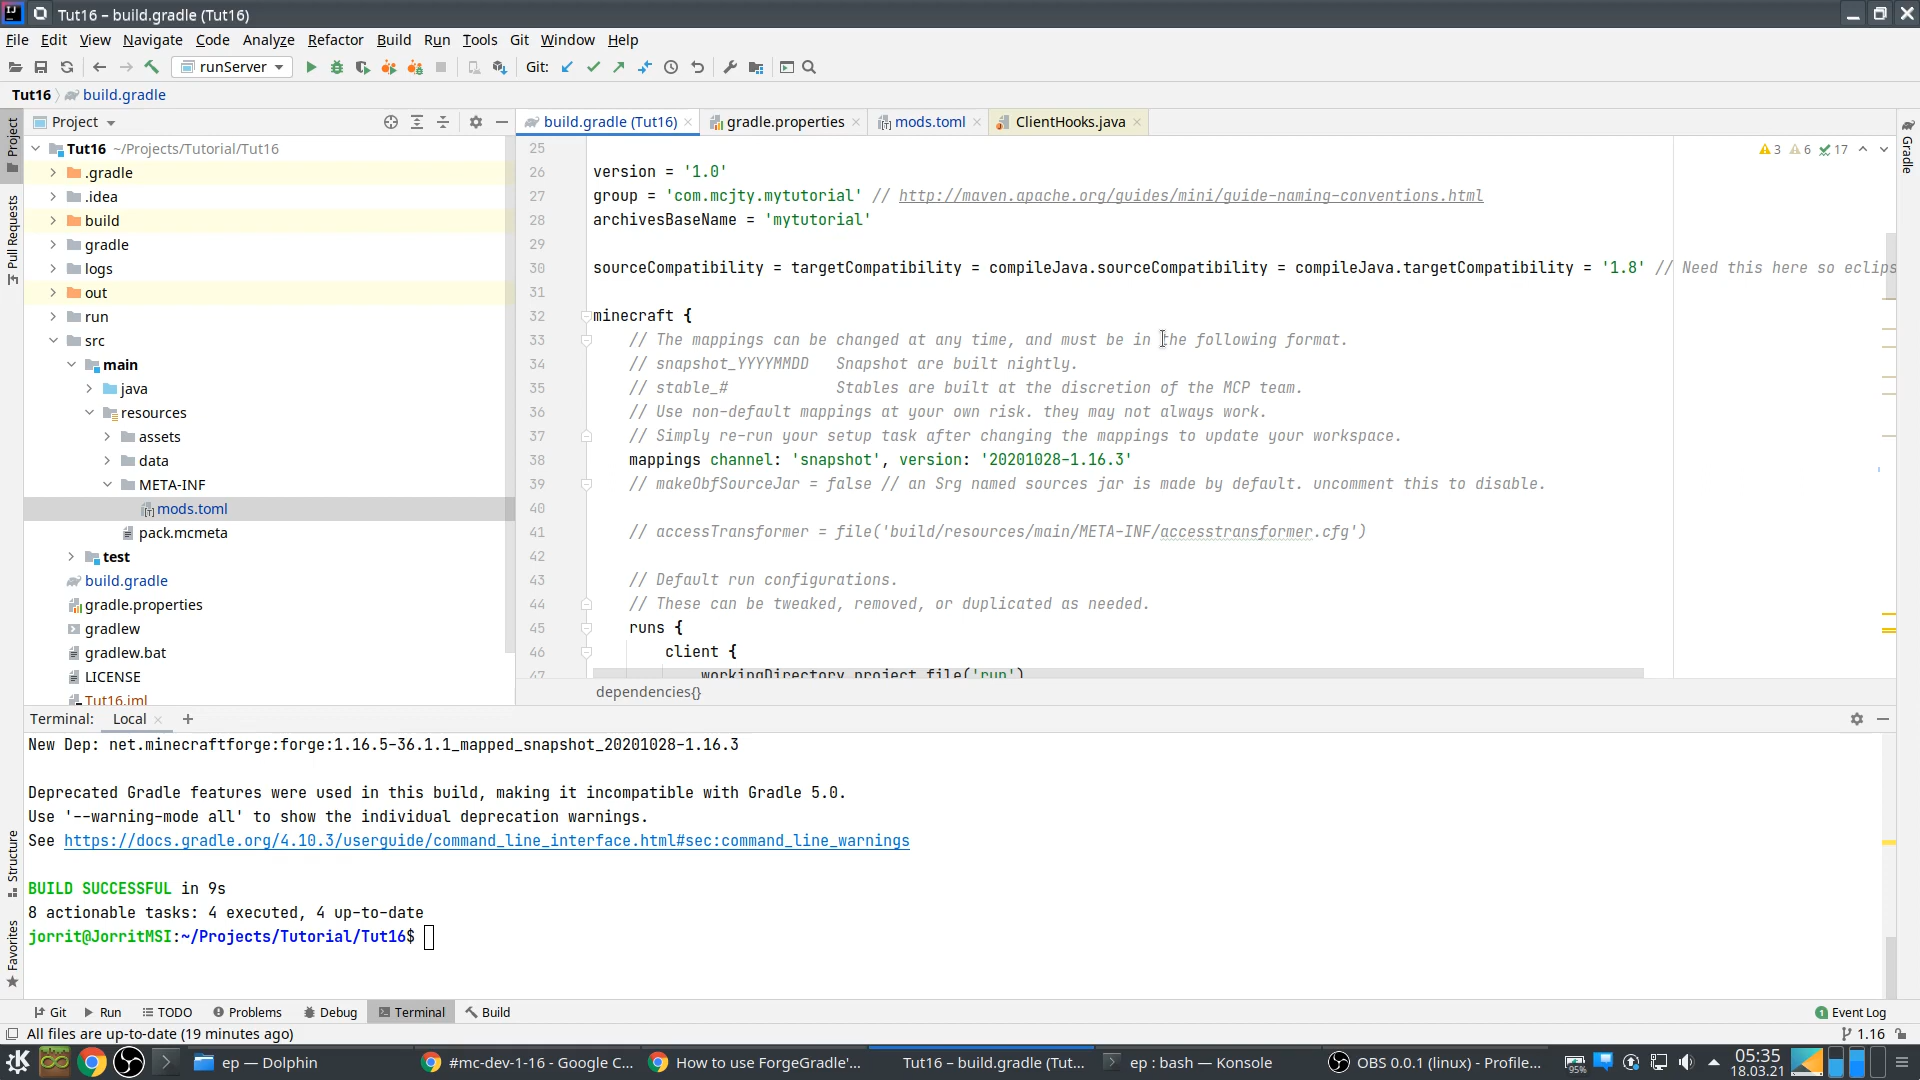 Tut16 – build.gradle (Tut16)
File Edit View Navigate Code Analyze Refactor Build Run Tools Git Window Help
runServer Git:
Tut16 build.gradle
Project
build.gradle (Tut16) gradle.properties mods.toml ClientHooks.java
Project
Pull Requests
Structure
Favorites
Gradle
Tut16 ~/Projects/Tutorial/Tut16
.gradle
.idea
build
gradle
logs
out
run
src
main
java
resources
assets
data
META-INF
mods.toml
pack.mcmeta
test
build.gradle
gradle.properties
gradlew
gradlew.bat
LICENSE
Tut16.iml
3 6 17
25
26 version = '1.0'
27 group = 'com.mcjty.mytutorial' // http://maven.apache.org/guides/mini/guide-naming-conventions.html
28 archivesBaseName = 'mytutorial'
29
30 sourceCompatibility = targetCompatibility = compileJava.sourceCompatibility = compileJava.targetCompatibility = '1.8' // Need this here so eclips
31
32 minecraft {
33 // The mappings can be changed at any time, and must be in the following format.
34 // snapshot_YYYYMMDD Snapshot are built nightly.
35 // stable_# Stables are built at the discretion of the MCP team.
36 // Use non-default mappings at your own risk. they may not always work.
37 // Simply re-run your setup task after changing the mappings to update your workspace.
38 mappings channel: 'snapshot', version: '20201028-1.16.3'
39 // makeObfSourceJar = false // an Srg named sources jar is made by default. uncomment this to disable.
40
41 // accessTransformer = file('build/resources/main/META-INF/accesstransformer.cfg')
42
43 // Default run configurations.
44 // These can be tweaked, removed, or duplicated as needed.
45 runs {
46 client {
47 workingDirectory project.file('run')
dependencies{}
Terminal: Local +
New Dep: net.minecraftforge:forge:1.16.5-36.1.1_mapped_snapshot_20201028-1.16.3
Deprecated Gradle features were used in this build, making it incompatible with Gradle 5.0.
Use '--warning-mode all' to show the individual deprecation warnings.
See https://docs.gradle.org/4.10.3/userguide/command_line_interface.html#sec:command_line_warnings
BUILD SUCCESSFUL in 9s
8 actionable tasks: 4 executed, 4 up-to-date
jorrit@JorritMSI:~/Projects/Tutorial/Tut16$
Git Run TODO Problems Debug Terminal Build 1 Event Log
All files are up-to-date (19 minutes ago) 1.16
ep — Dolphin #mc-dev-1-16 - Google C... How to use ForgeGradle'... Tut16 – build.gradle (Tut... ep : bash — Konsole OBS 0.0.1 (linux) - Profile... 95% 05:35
18.03.21